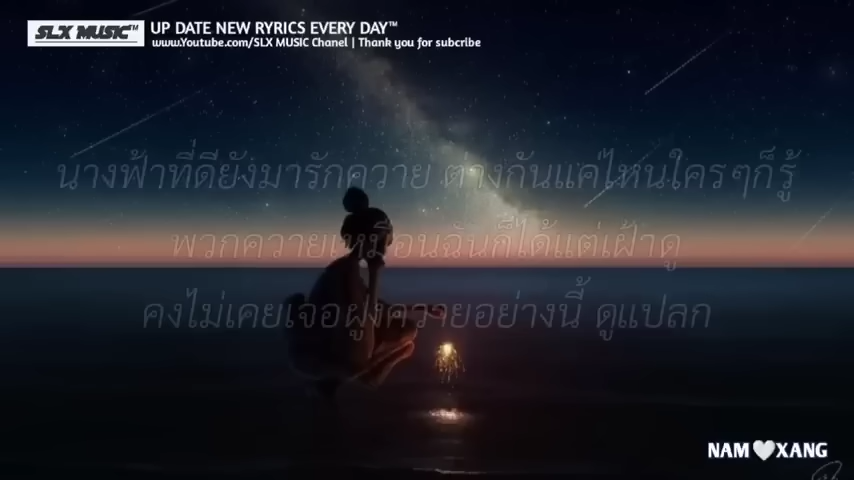 SLX MUSIC™ UP DATE NEW RYRICS EVERY DAY™
www.Youtube.com/SLX MUSIC Chanel | Thank you for subcribe
นางฟ้าที่ดียังมารักควาย ต่างกันแค่ไหนใครๆก็รู้
พวกควายเหมือนฉันก็ได้แต่เฝ้าดู
คงไม่เคยเจอฝูงควายอย่างนี้ ดูแปลก
NAM🤍XANG